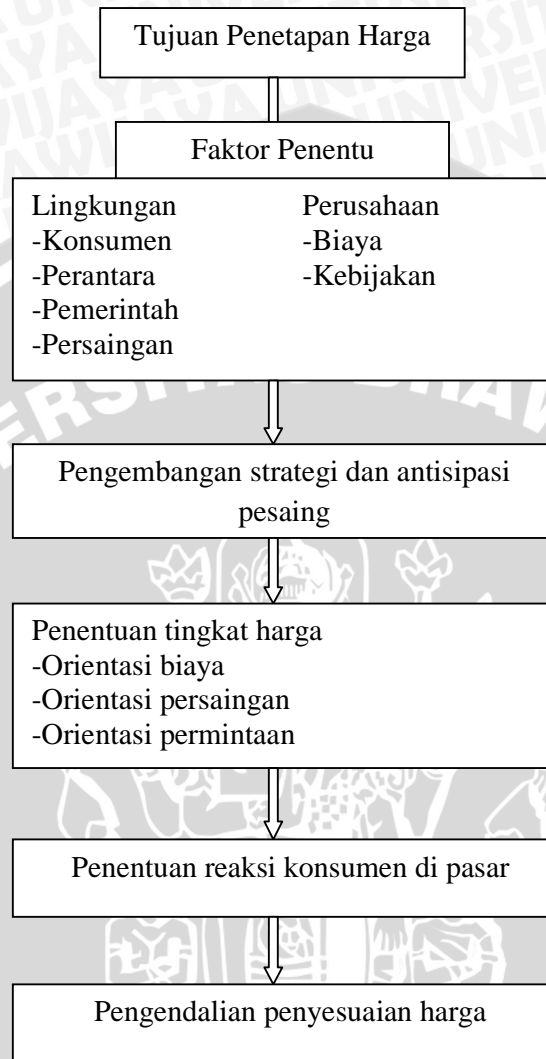 Tujuan Penetapan Harga
Faktor Penentu
Lingkungan
-Konsumen
-Perantara
-Pemerintah
-Persaingan
Perusahaan
-Biaya
-Kebijakan
Pengembangan strategi dan antisipasi
pesaing
Penentuan tingkat harga
-Orientasi biaya
-Orientasi persaingan
-Orientasi permintaan
Penentuan reaksi konsumen di pasar
Pengendalian penyesuaian harga